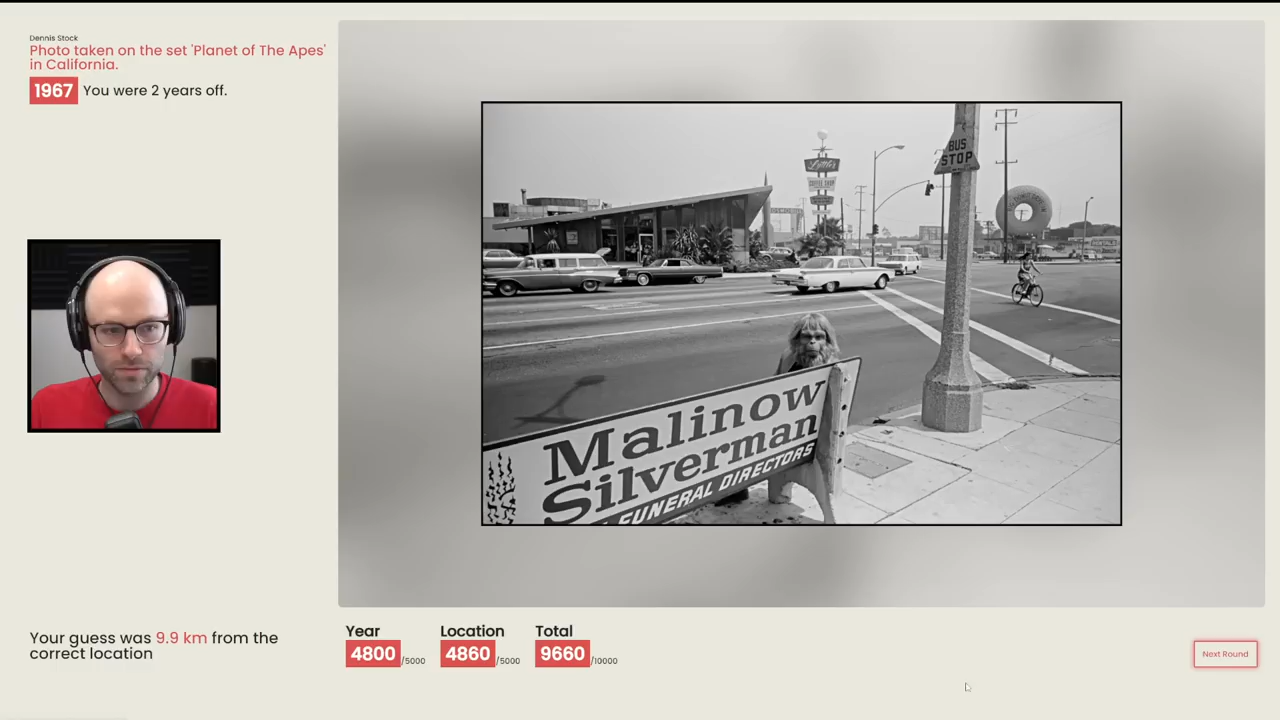 Dennis Stock
Photo taken on the set 'Planet of The Apes'
in California.
1967 You were 2 years off.
BUS
STOP
COFFEE SHOP
Malinow
Silverman
FUNERAL DIRECTORS
Your guess was 9.9 km from the
correct location
Year
4800 /5000
Location
4860 /5000
Total
9660 /10000
Next Round